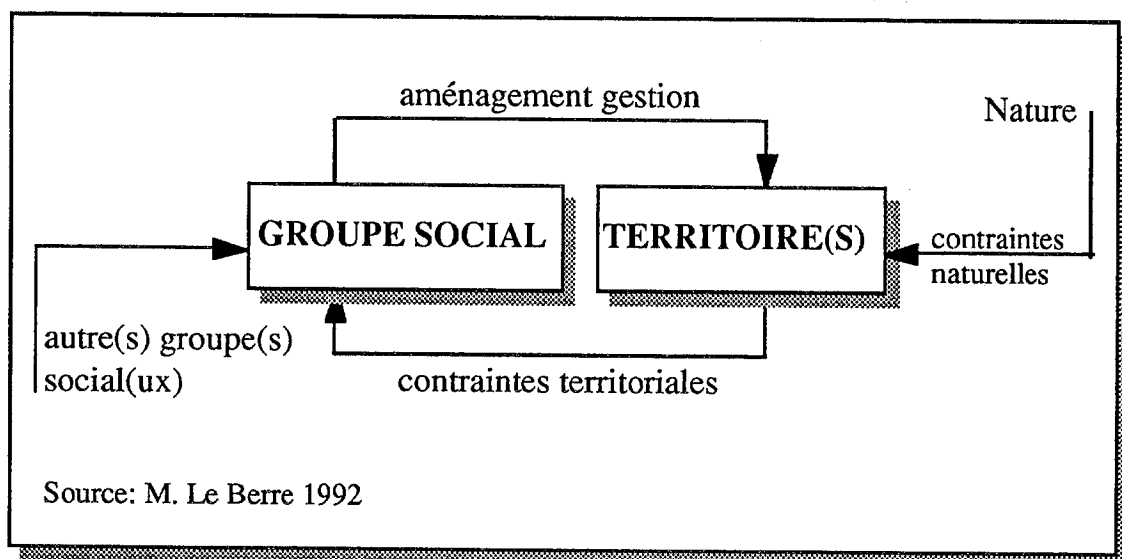 aménagement gestion
Nature
GROUPE SOCIAL
TERRITOIRE(S)
contraintes
naturelles
autre(s) groupe(s)
social(ux)
contraintes territoriales
Source: M. Le Berre 1992